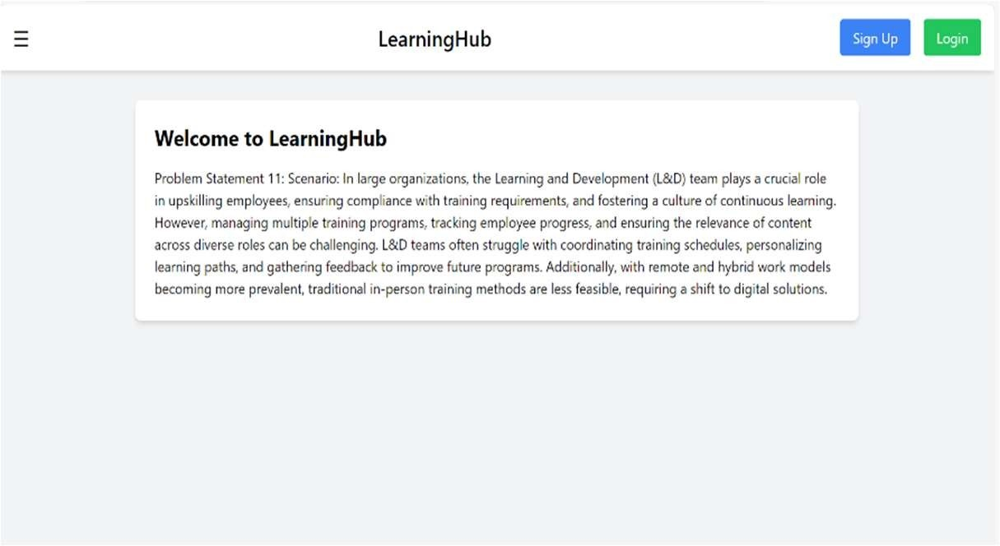 ☰ LearningHub Sign Up Login
Welcome to LearningHub
Problem Statement 11: Scenario: In large organizations, the Learning and Development (L&D) team plays a crucial role
in upskilling employees, ensuring compliance with training requirements, and fostering a culture of continuous learning.
However, managing multiple training programs, tracking employee progress, and ensuring the relevance of content
across diverse roles can be challenging. L&D teams often struggle with coordinating training schedules, personalizing
learning paths, and gathering feedback to improve future programs. Additionally, with remote and hybrid work models
becoming more prevalent, traditional in-person training methods are less feasible, requiring a shift to digital solutions.